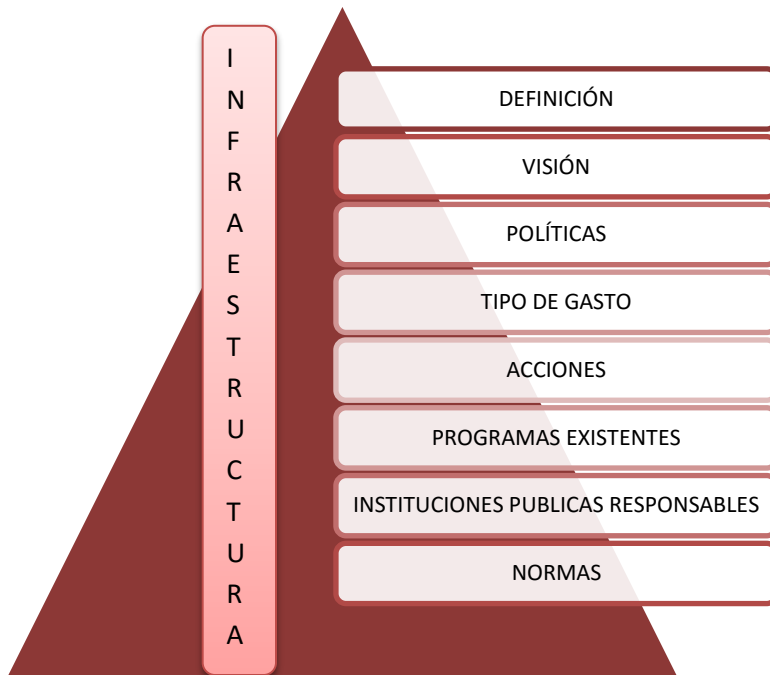 INFRAESTRUCTURA
DEFINICIÓN
VISIÓN
POLÍTICAS
TIPO DE GASTO
ACCIONES
PROGRAMAS EXISTENTES
INSTITUCIONES PUBLICAS RESPONSABLES
NORMAS